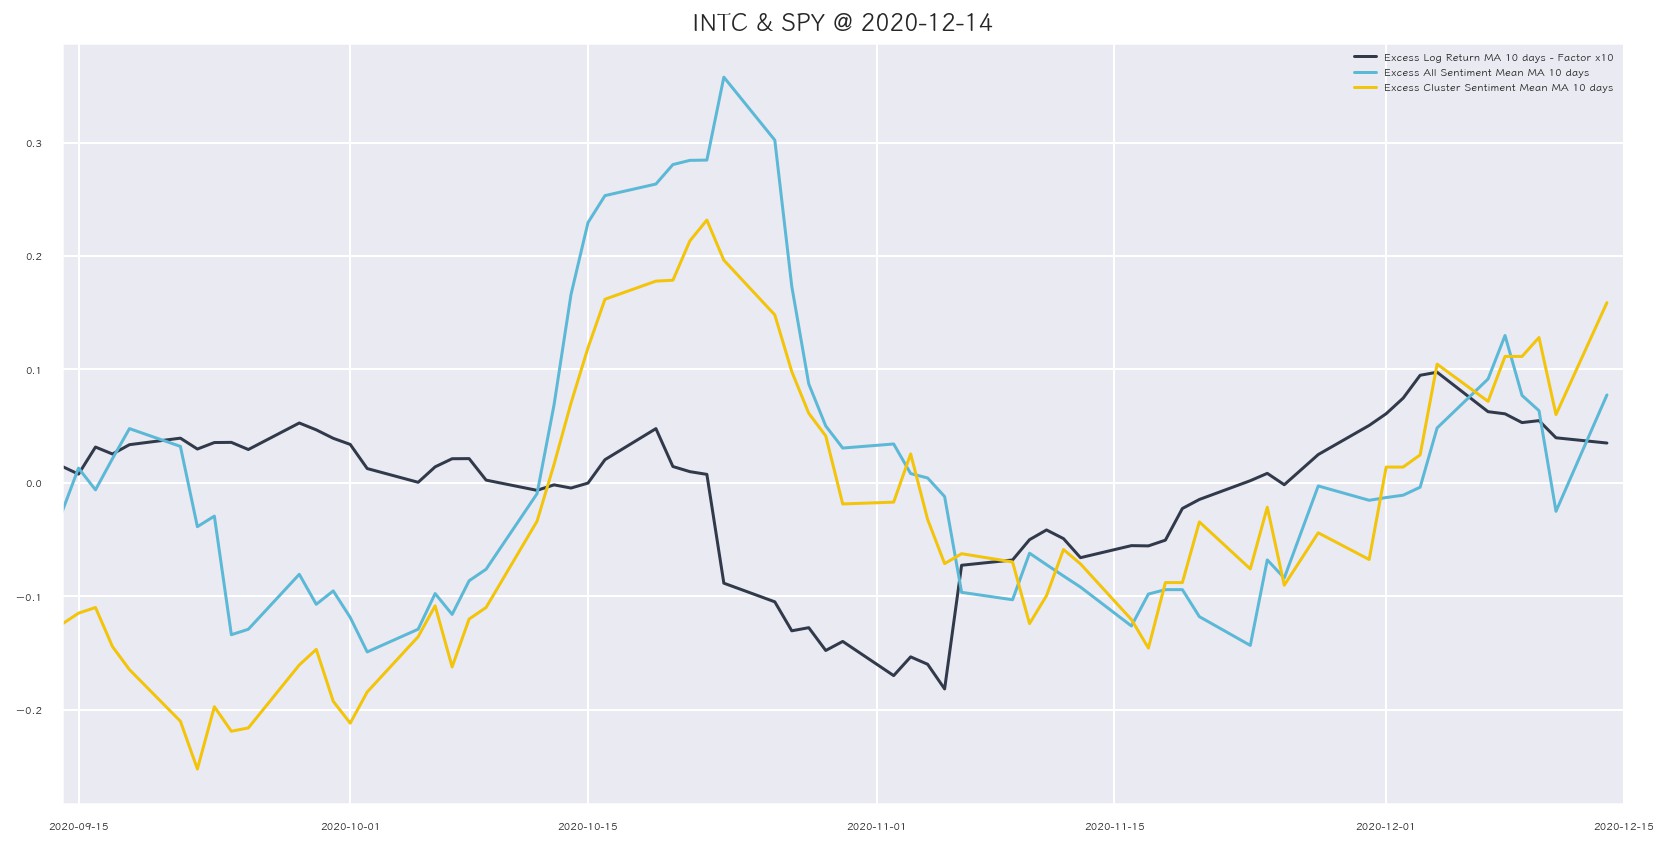 INTC & SPY @ 2020-12-14
Excess Log Return MA 10 days - Factor x10
Excess All Sentiment Mean MA 10 days
Excess Cluster Sentiment Mean MA 10 days
0.3
0.2
0.1
0.0
−0.1
−0.2
2020-09-15 2020-10-01 2020-10-15 2020-11-01 2020-11-15 2020-12-01 2020-12-15